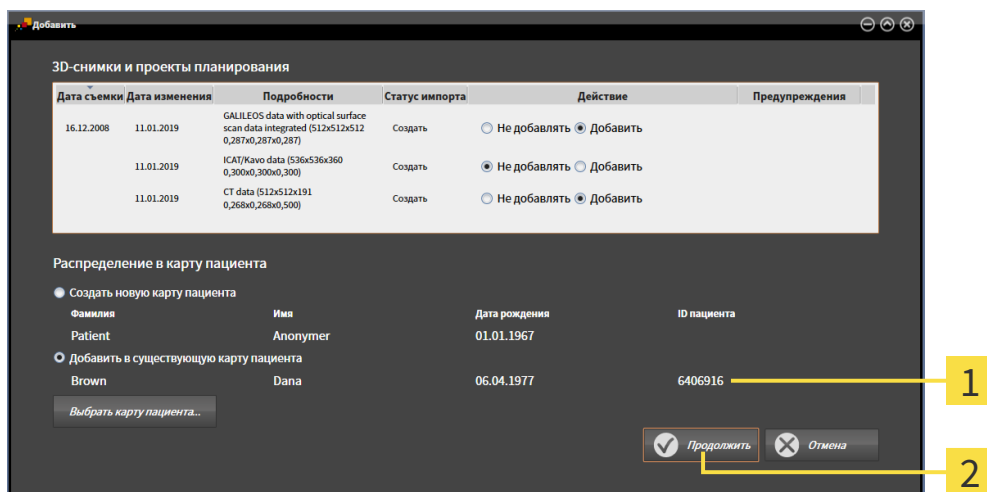 Добавить
3D-снимки и проекты планирования
Дата съемки Дата изменения Подробности Статус импорта Действие Предупреждения
GALILEOS data with optical surface
16.12.2008 11.01.2019 scan data integrated (512x512x512 Создать Не добавлять Добавить
0,287x0,287x0,287)
ICAT/Kavo data (536x536x360
11.01.2019 0,300x0,300x0,300) Создать Не добавлять Добавить
CT data (512x512x191
11.01.2019 0,268x0,268x0,500) Создать Не добавлять Добавить
Распределение в карту пациента
Создать новую карту пациента
Фамилия Имя Дата рождения ID пациента
Patient Anonymer 01.01.1967
Добавить в существующую карту пациента
Brown Dana 06.04.1977 6406916 1
Выбрать карту пациента...
Продолжить Отмена
2